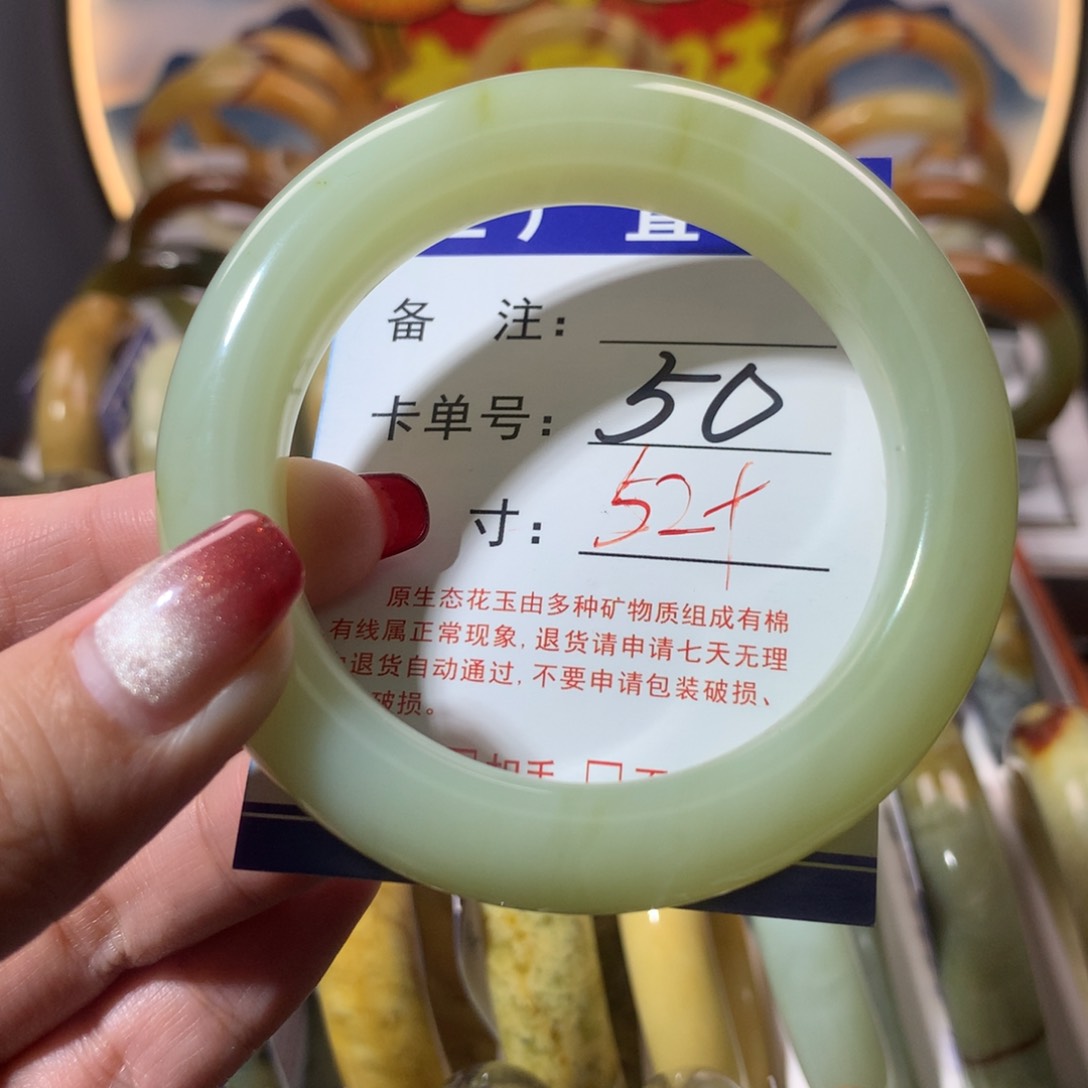 厂 直
备 注：
卡单号：50
寸：52+
原生态花玉由多种矿物质组成有棉
有线属正常现象，退货请申请七天无理
退货自动通过，不要申请包装破损、
破损。